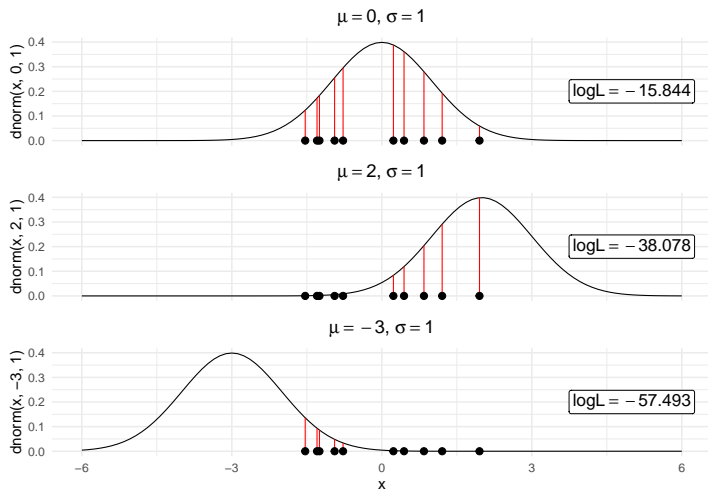 μ = 0, σ = 1
dnorm(x, 0, 1)
0.4
0.3
0.2
0.1
0.0
logL = −15.844
μ = 2, σ = 1
dnorm(x, 2, 1)
0.4
0.3
0.2
0.1
0.0
logL = −38.078
μ = −3, σ = 1
dnorm(x, −3, 1)
0.4
0.3
0.2
0.1
0.0
logL = −57.493
−6 −3 0 3 6
x